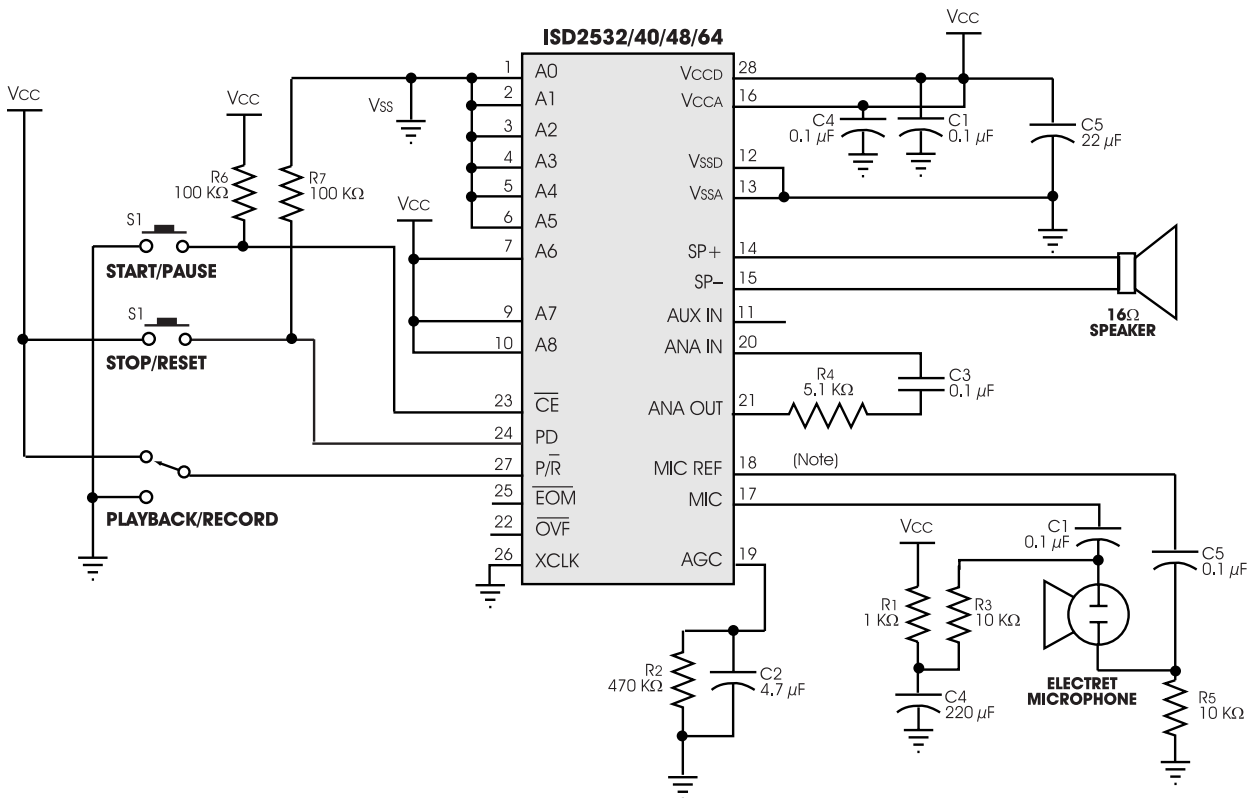 VCC
ISD2532/40/48/64
1 A0
2 A1
3 A2
4 A3
5 A4
6 A5
7 A6
9 A7
10 A8
23 CE
24 PD
27 P/R
25 EOM
22 OVF
26 XCLK
VCCD 28
VCCA 16
VSSD 12
VSSA 13
SP+ 14
SP– 15
AUX IN 11
ANA IN 20
ANA OUT 21
MIC REF 18
MIC 17
AGC 19
VCC
VCC
VSS
R6
100 KΩ
R7
100 KΩ
VCC
S1
START/PAUSE
S1
STOP/RESET
PLAYBACK/RECORD
C4
0.1 µF
C1
0.1 µF
C5
22 µF
16Ω
SPEAKER
R4
5.1 KΩ
C3
0.1 µF
(Note)
VCC
C1
0.1 µF
C5
0.1 µF
R1
1 KΩ
R3
10 KΩ
R2
470 KΩ
C2
4.7 µF
C4
220 µF
ELECTRET
MICROPHONE
R5
10 KΩ